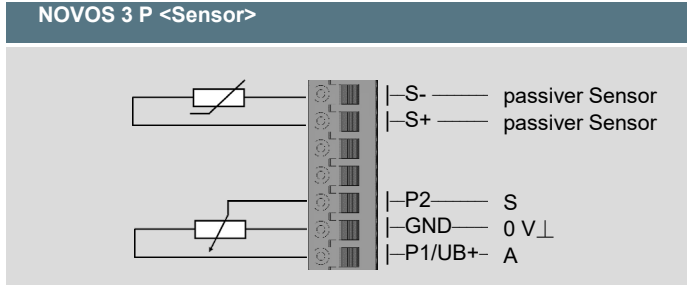 NOVOS 3 P <Sensor>
S- passiver Sensor
S+ passiver Sensor
P2 S
GND 0 V⊥
P1/UB+ A